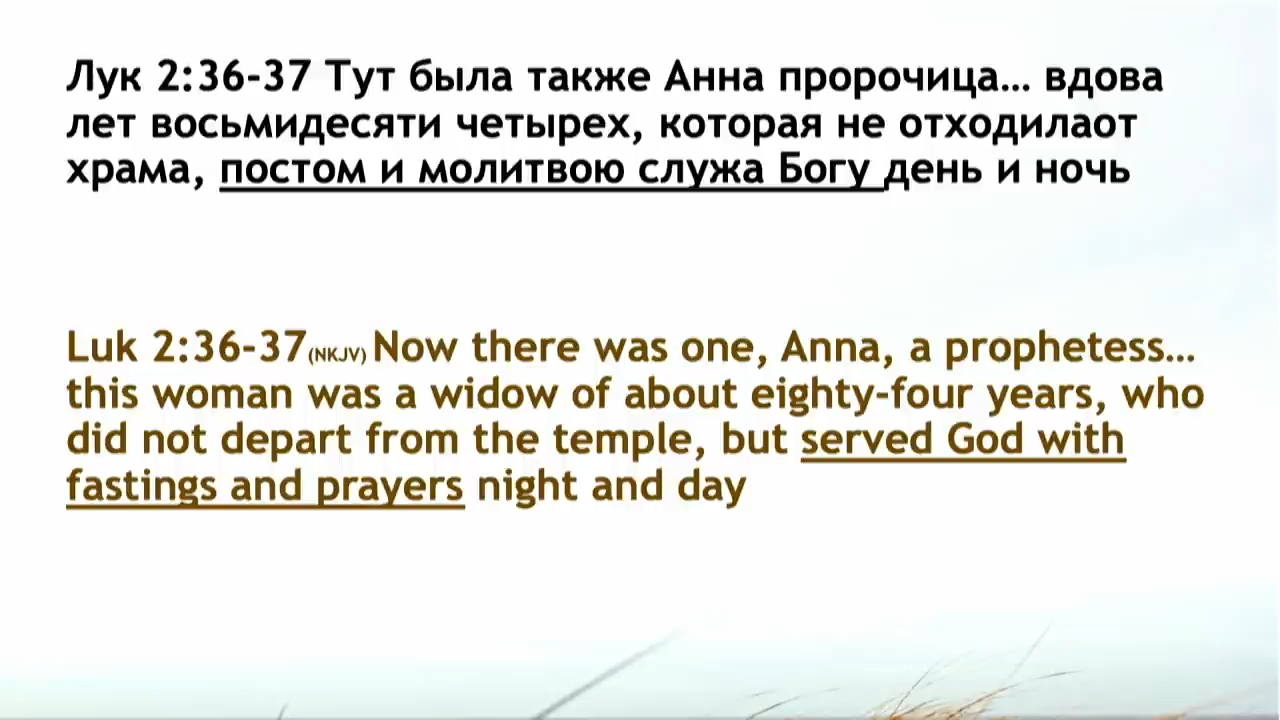 Лук 2:36-37 Тут была также Анна пророчица… вдова
лет восьмидесяти четырех, которая не отходилаот
храма, постом и молитвою служа Богу день и ночь
Luk 2:36-37(NKJV) Now there was one, Anna, a prophetess…
this woman was a widow of about eighty-four years, who
did not depart from the temple, but served God with
fastings and prayers night and day